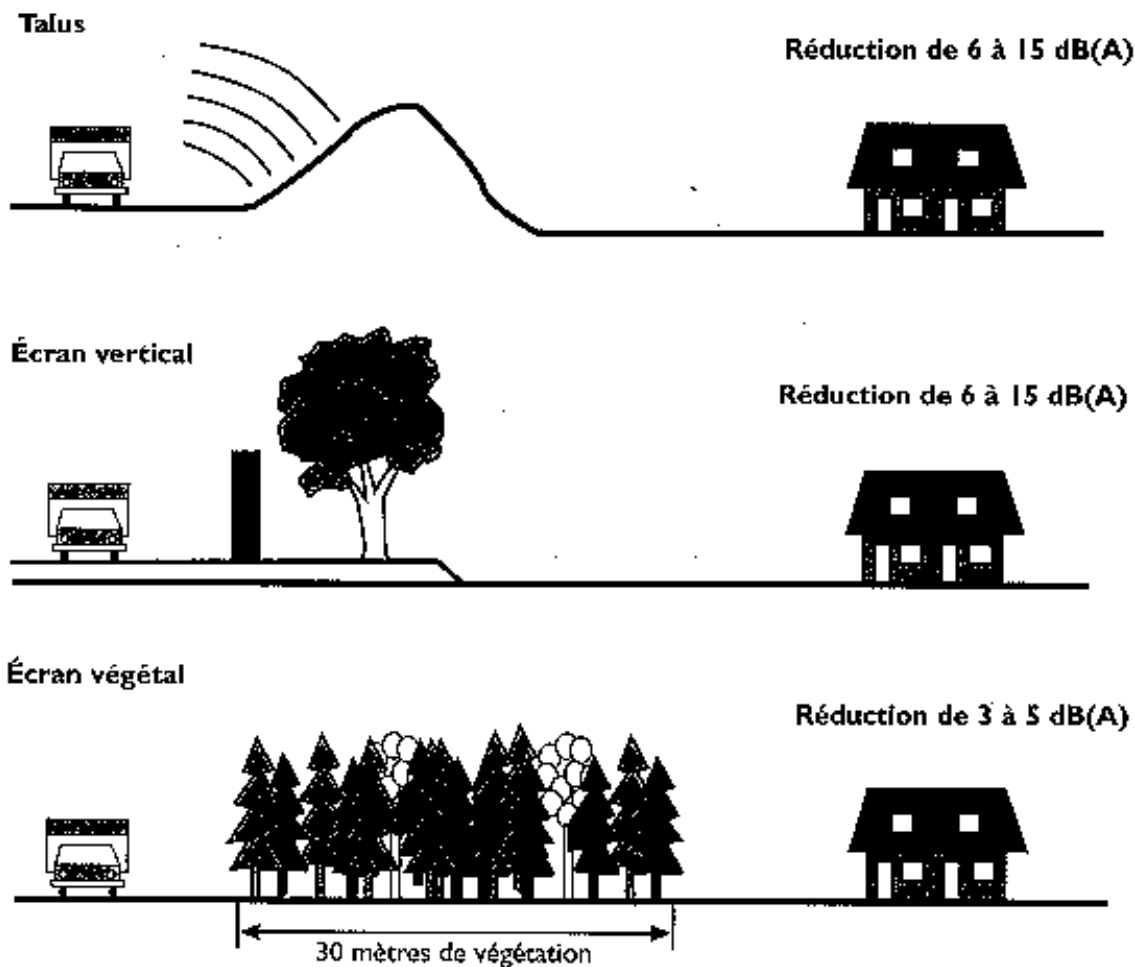 Talus
Réduction de 6 à 15 dB(A)
Écran vertical
Réduction de 6 à 15 dB(A)
Écran végétal
Réduction de 3 à 5 dB(A)
30 mètres de végétation